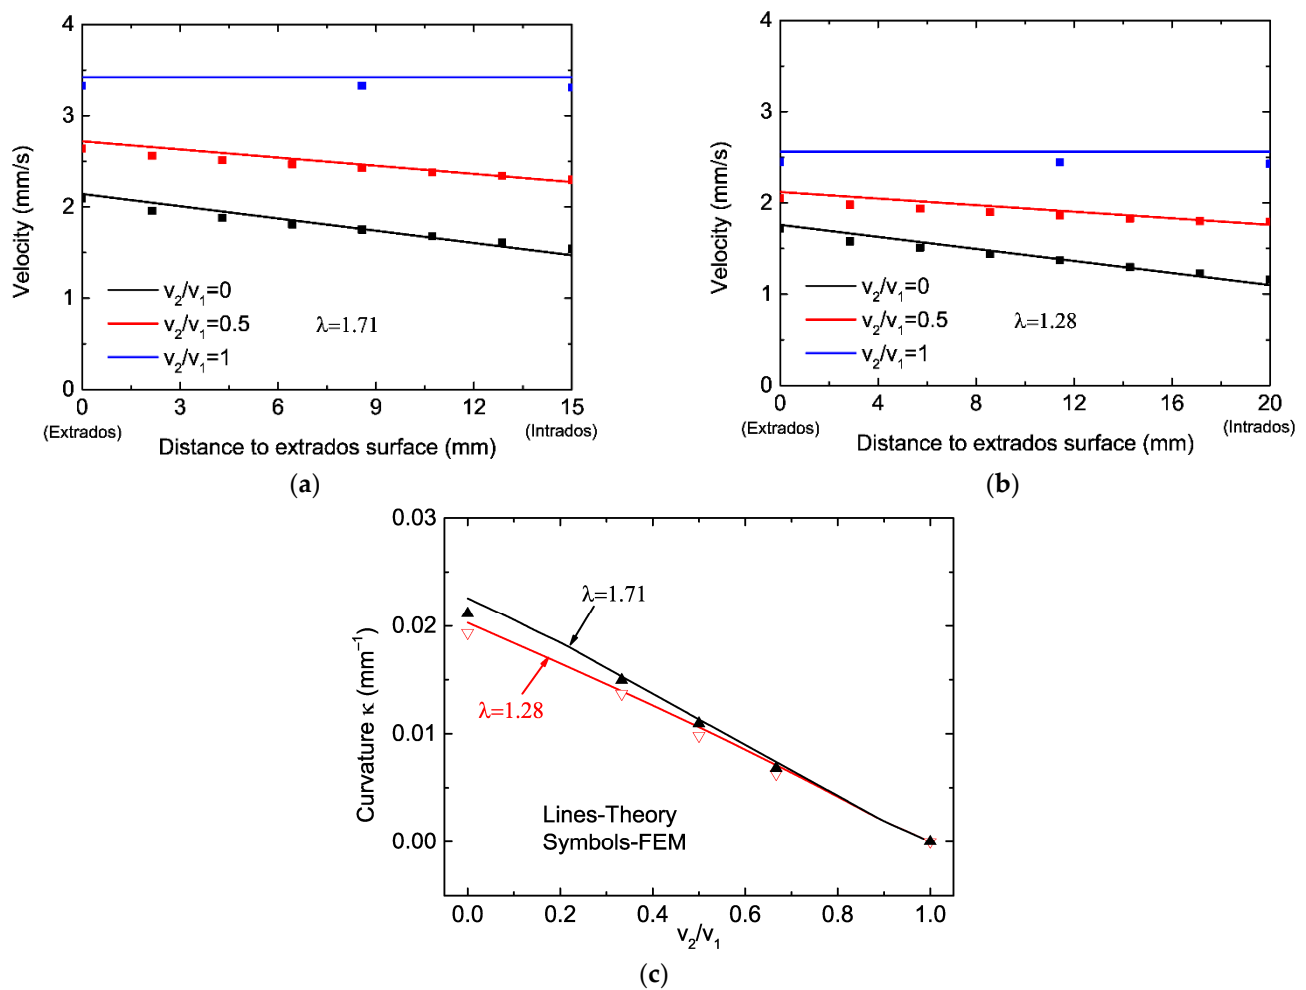 4
3
2
1
0
Velocity (mm/s)
v₂/v₁=0
v₂/v₁=0.5
v₂/v₁=1
λ=1.71
0 3 6 9 12 15
(Extrados) (Intrados)
Distance to extrados surface (mm)
(a)
4
3
2
1
0
Velocity (mm/s)
v₂/v₁=0
v₂/v₁=0.5
v₂/v₁=1
λ=1.28
0 4 8 12 16 20
(Extrados) (Intrados)
Distance to extrados surface (mm)
(b)
0.03
0.02
0.01
0.00
Curvature κ (mm⁻¹)
λ=1.71
λ=1.28
Lines-Theory
Symbols-FEM
0.0 0.2 0.4 0.6 0.8 1.0
v₂/v₁
(c)